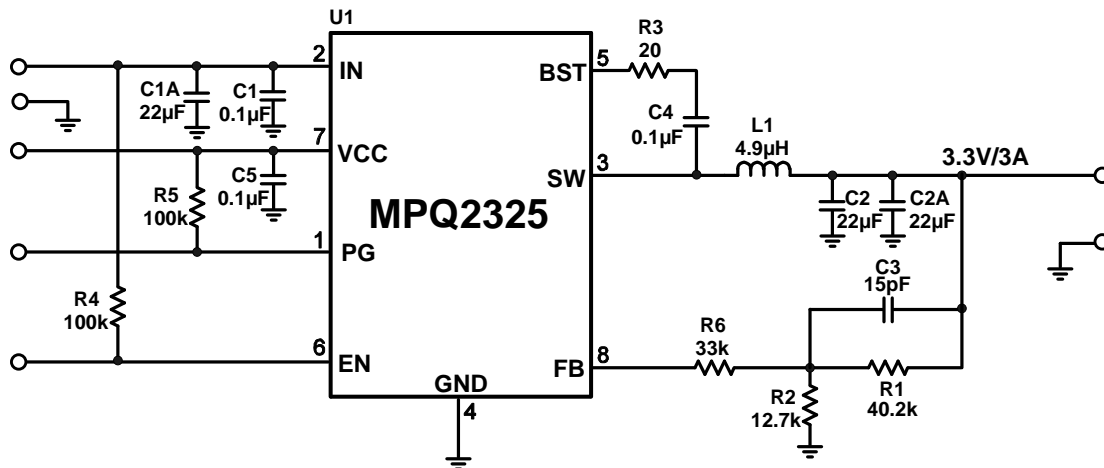 U1
MPQ2325
2
IN
C1A
22µF
C1
0.1µF
7
VCC
R5
100k
C5
0.1µF
1
PG
R4
100k
6
EN
GND
4
5
BST
R3
20
C4
0.1µF
3
SW
L1
4.9µH
3.3V/3A
C2
22µF
C2A
22µF
C3
15pF
8
FB
R6
33k
R2
12.7k
R1
40.2k